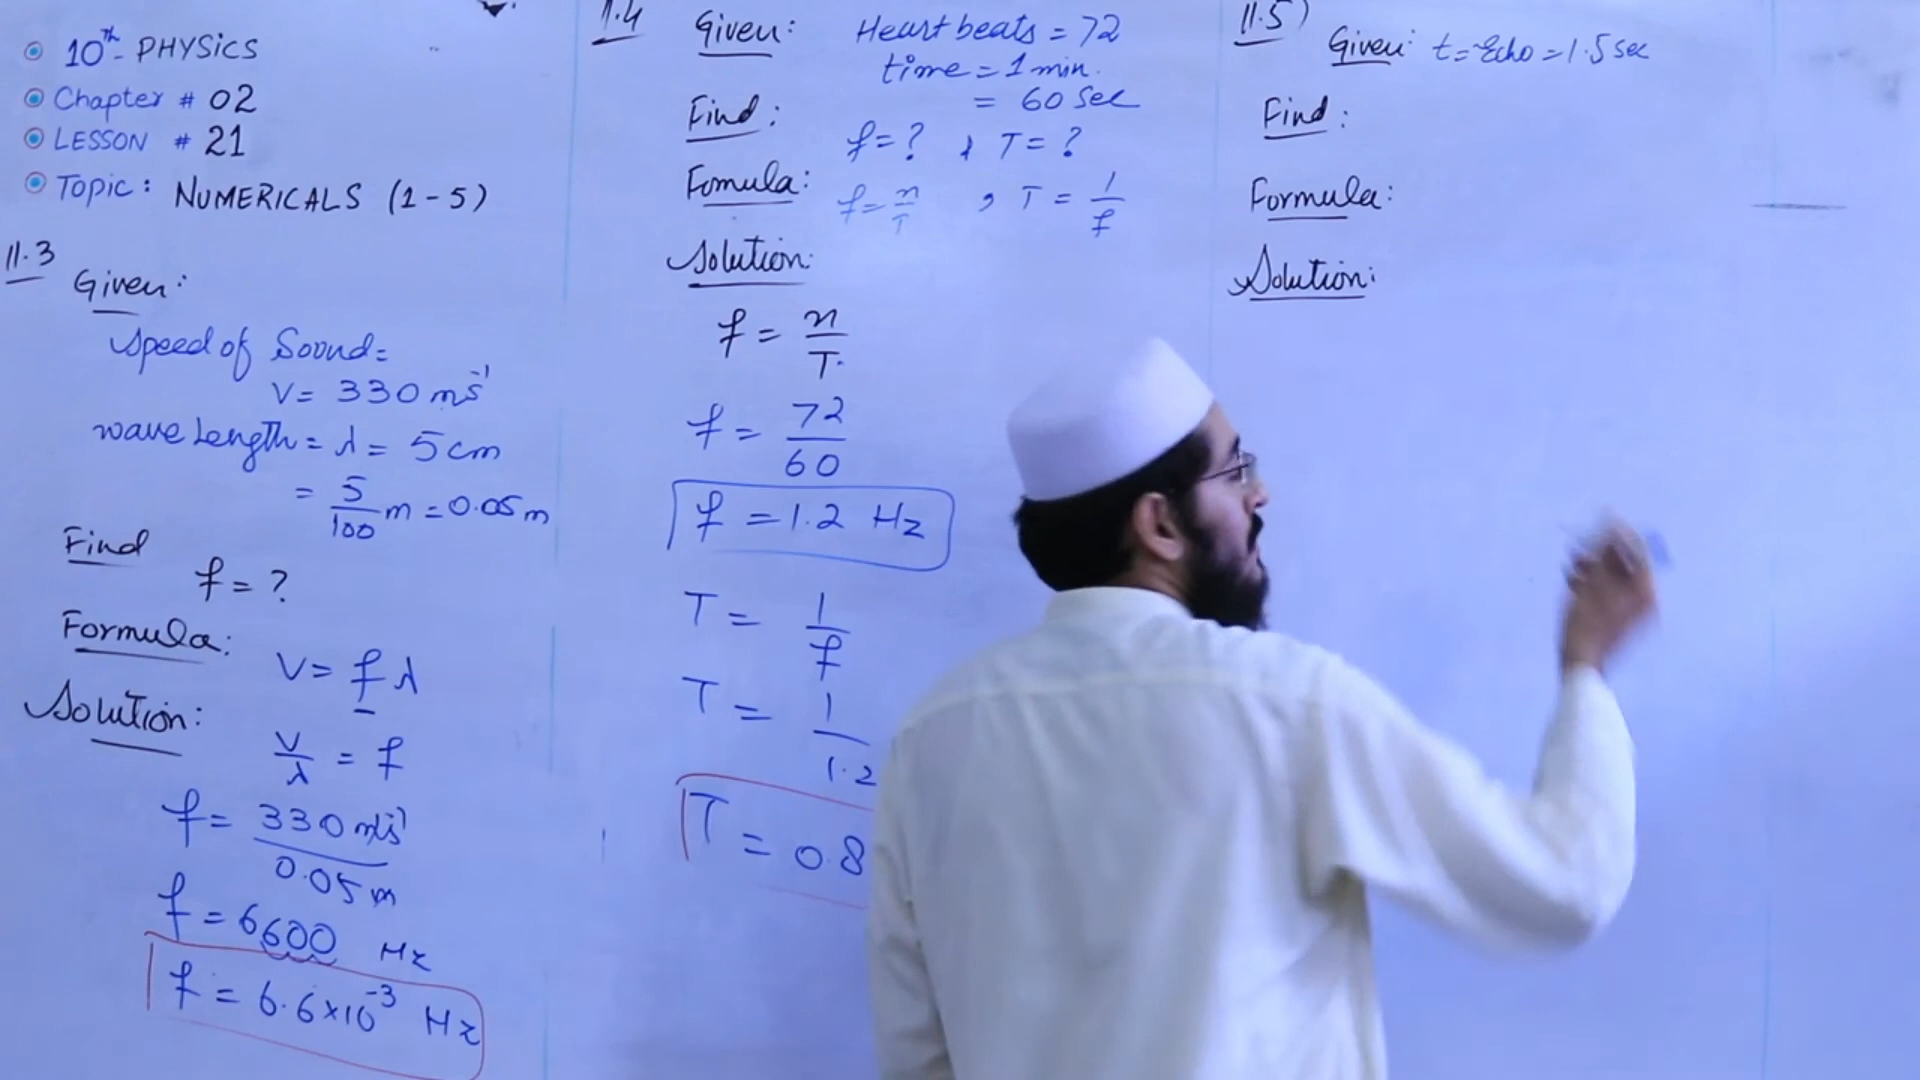 10th- PHYSICS
Chapter # 02
LESSON # 21
Topic: NUMERICALS (1-5)
11.3
Given:
Speed of Sound=
V= 330 ms⁻¹
wave Length = λ = 5 cm
= 5/100 m = 0.05 m
Find
f = ?
Formula:
V= f λ
Solution:
V/λ = f
f = 330 ms⁻¹/0.05 m
f = 6600 Hz
f = 6.6×10⁻³ Hz
11.4
Given: Heart beats = 72
time = 1 min.
= 60 Sec
Find:
f = ? , T = ?
Fomula:
f = n/T , T = 1/f
Solution:
f = n/T.
f = 72/60
f = 1.2 Hz
T = 1/f
T = 1/1.2
T = 0.8
11.5)
Given: t = Echo = 1.5 sec
Find:
Formula:
Solution: